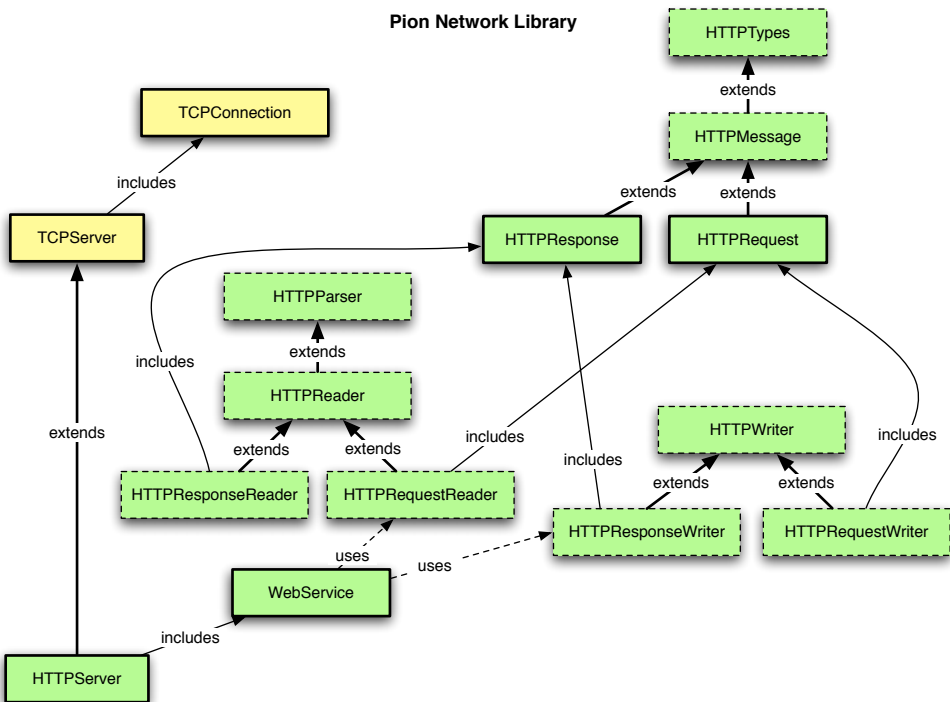 Pion Network Library
HTTPTypes
extends
TCPConnection
HTTPMessage
includes
extends
extends
TCPServer
HTTPResponse
HTTPRequest
HTTPParser
includes
extends
HTTPReader
extends
HTTPWriter
includes
includes
extends
extends
includes
extends
extends
HTTPResponseReader
HTTPRequestReader
HTTPResponseWriter
HTTPRequestWriter
uses
uses
WebService
includes
HTTPServer